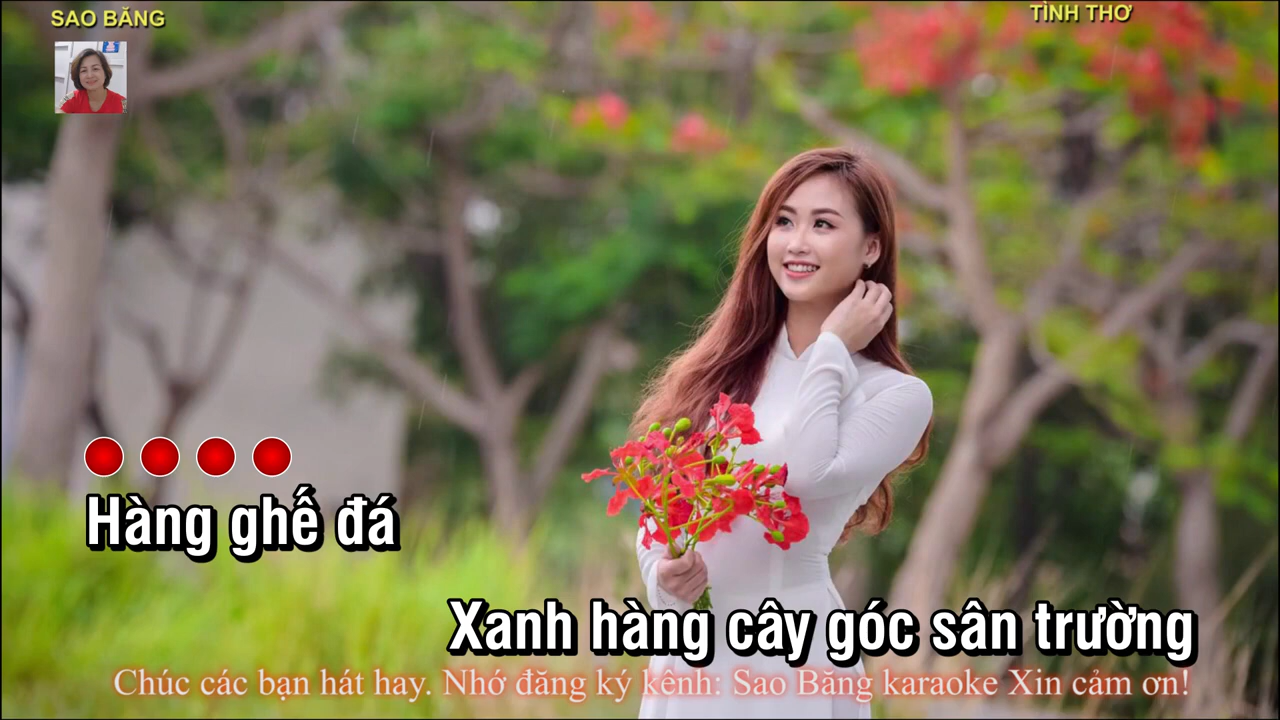 SAO BĂNG
TÌNH THƠ
Hàng ghế đá
Xanh hàng cây góc sân trường
Chúc các bạn hát hay. Nhớ đăng ký kênh: Sao Băng karaoke Xin cảm ơn!